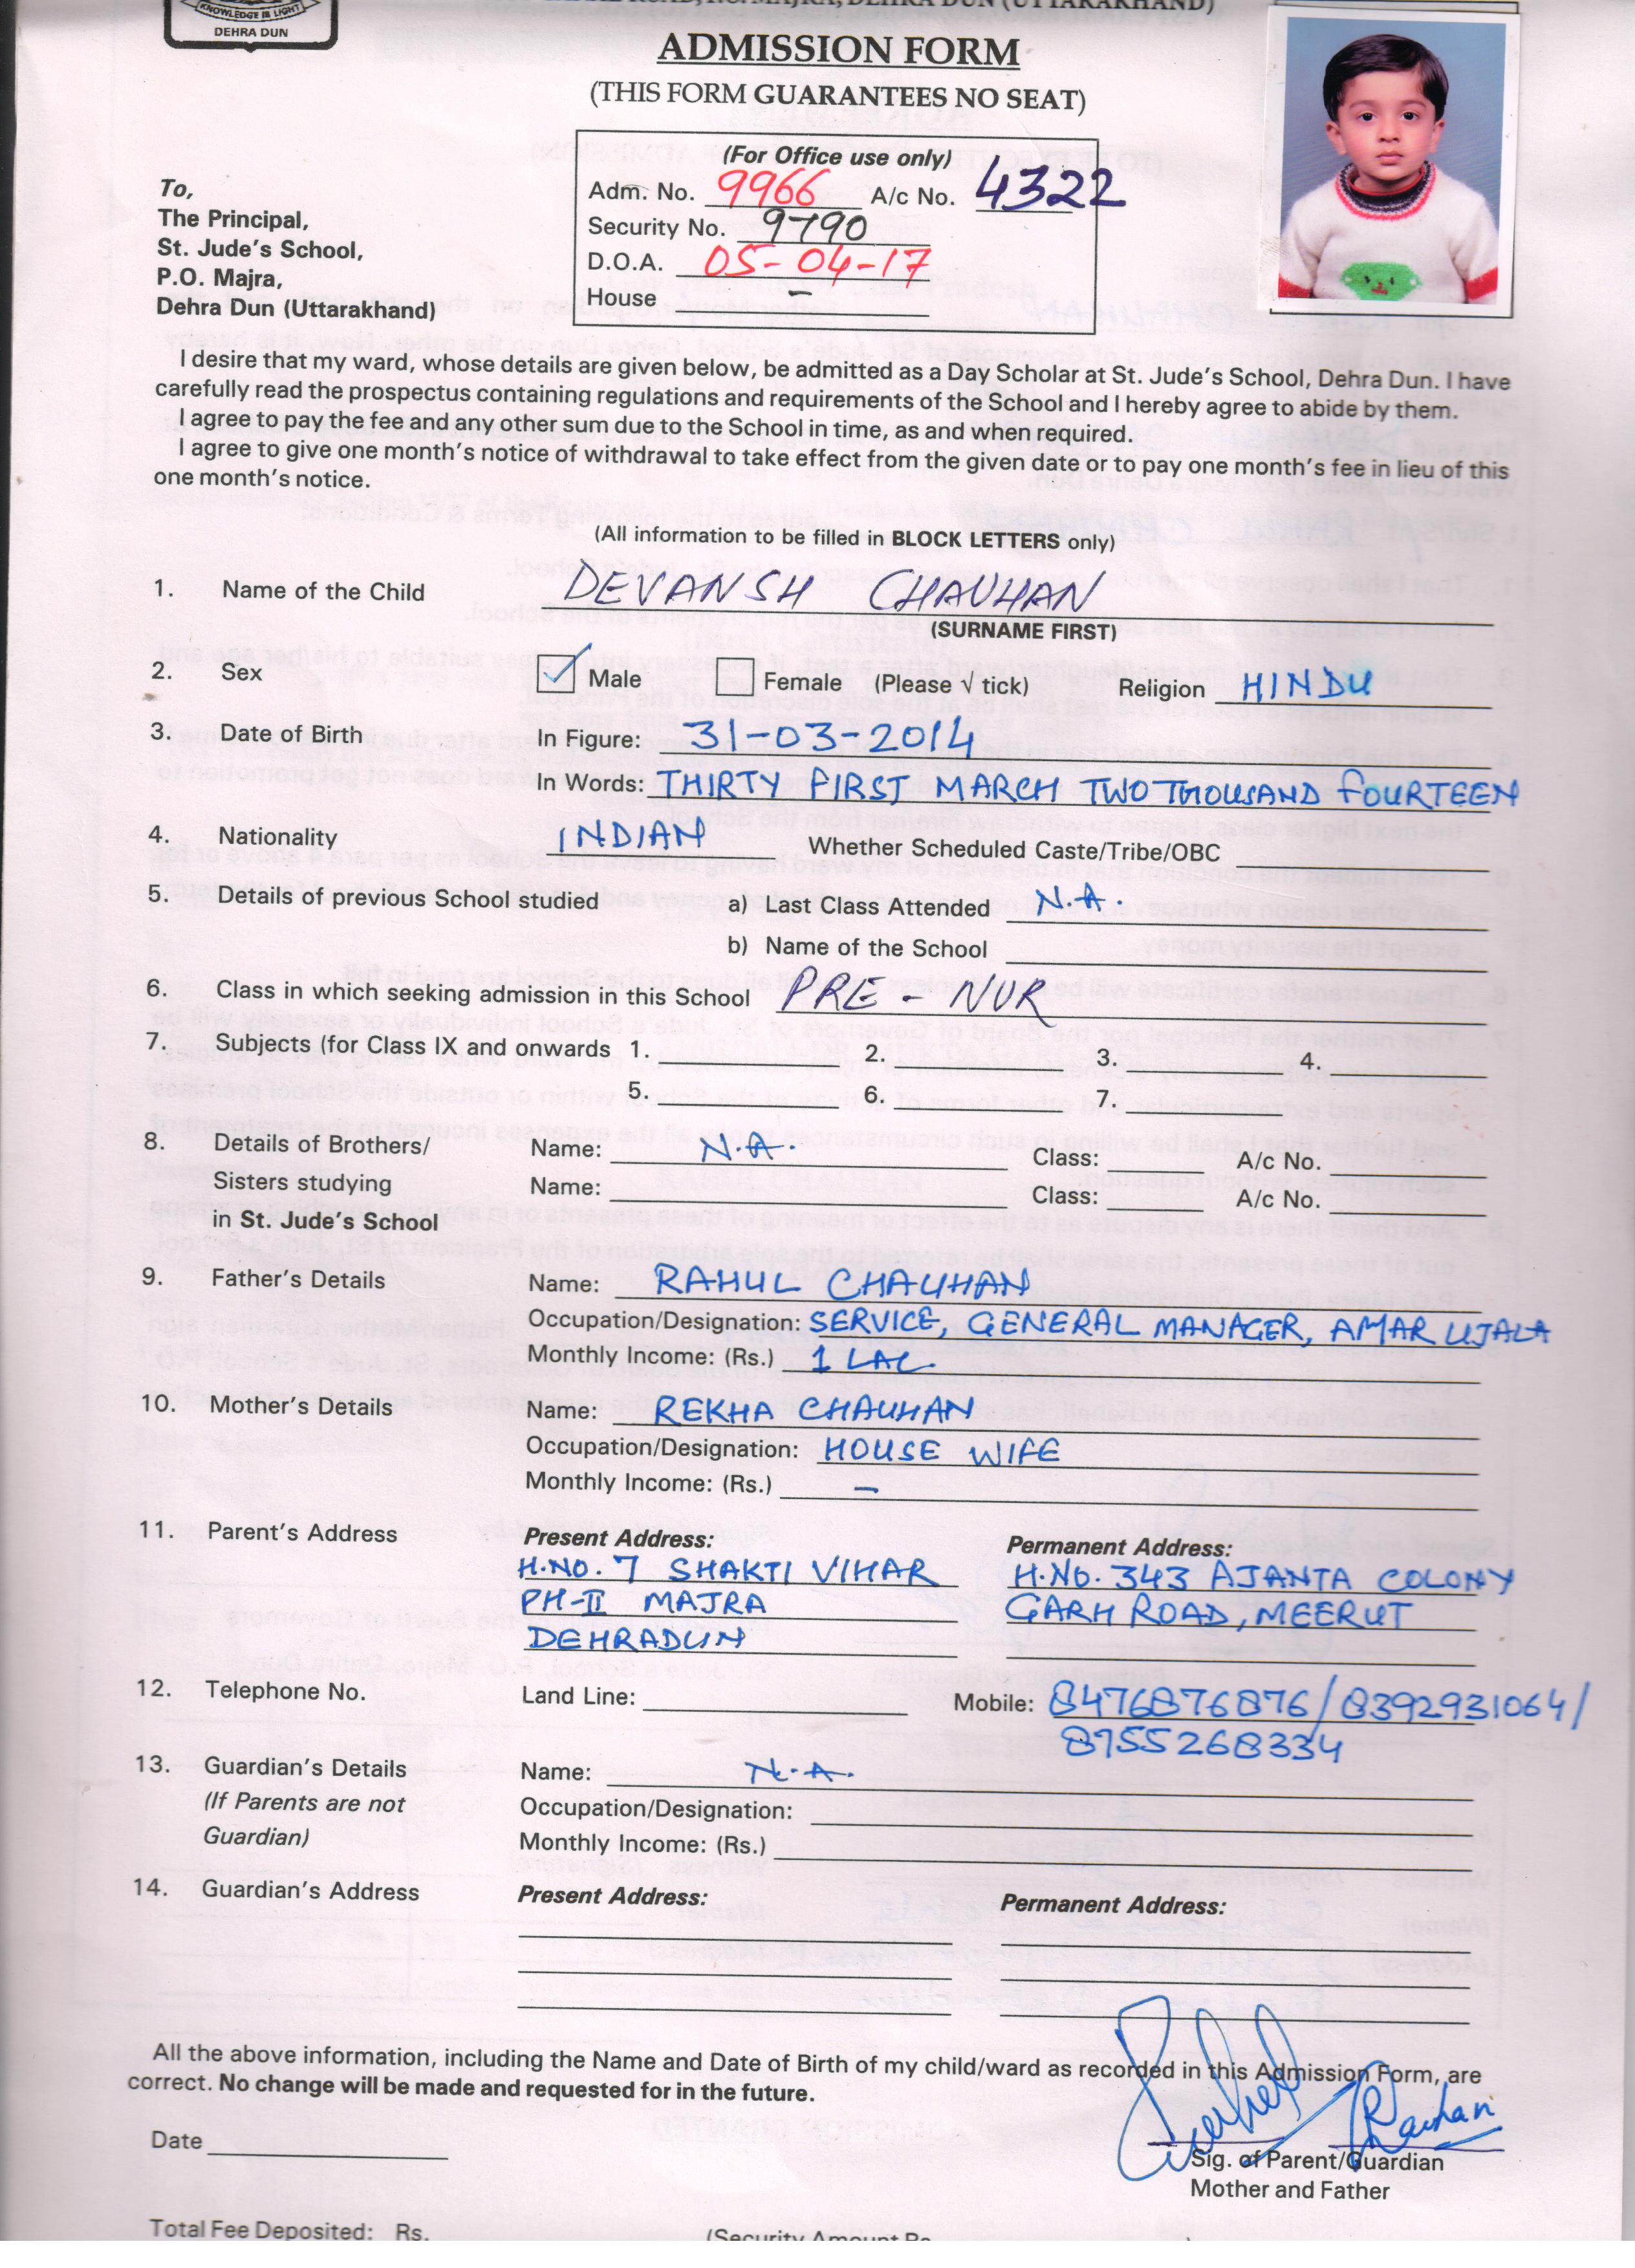 KNOWLEDGE IS LIGHT
DEHRA DUN
ROAD, P.O. MAJRA, DEHRA DUN (UTTARAKHAND)
ADMISSION FORM
(THIS FORM GUARANTEES NO SEAT)
(For Office use only)
Adm. No. 9966 A/c No. 4322
Security No. 9790
D.O.A. 05-04-17
House –
To,
The Principal,
St. Jude's School,
P.O. Majra,
Dehra Dun (Uttarakhand)
I desire that my ward, whose details are given below, be admitted as a Day Scholar at St. Jude's School, Dehra Dun. I have
carefully read the prospectus containing regulations and requirements of the School and I hereby agree to abide by them.
I agree to pay the fee and any other sum due to the School in time, as and when required.
I agree to give one month's notice of withdrawal to take effect from the given date or to pay one month's fee in lieu of this
one month's notice.
(All information to be filled in BLOCK LETTERS only)
1. Name of the Child DEVANSH CHAUHAN
(SURNAME FIRST)
2. Sex ✓ Male Female (Please √ tick) Religion HINDU
3. Date of Birth In Figure: 31-03-2014
In Words: THIRTY FIRST MARCH TWO THOUSAND FOURTEEN
4. Nationality INDIAN Whether Scheduled Caste/Tribe/OBC
5. Details of previous School studied a) Last Class Attended N.A.
b) Name of the School
6. Class in which seeking admission in this School PRE - NUR
7. Subjects (for Class IX and onwards 1. 2. 3. 4.
5. 6. 7.
8. Details of Brothers/ Name: N.A. Class: A/c No.
Sisters studying Name: Class: A/c No.
in St. Jude's School
9. Father's Details Name: RAHUL CHAUHAN
Occupation/Designation: SERVICE, GENERAL MANAGER, AMAR UJALA
Monthly Income: (Rs.) 1 LAC.
10. Mother's Details Name: REKHA CHAUHAN
Occupation/Designation: HOUSE WIFE
Monthly Income: (Rs.) –
11. Parent's Address Present Address: Permanent Address:
H.NO. 7 SHAKTI VIHAR H.NO. 343 AJANTA COLONY
PH-II MAJRA GARH ROAD, MEERUT
DEHRADUN
12. Telephone No. Land Line: Mobile: 8476876876/8392931064/
8755268334
13. Guardian's Details Name: N.A.
(If Parents are not Occupation/Designation:
Guardian) Monthly Income: (Rs.)
14. Guardian's Address Present Address: Permanent Address:
All the above information, including the Name and Date of Birth of my child/ward as recorded in this Admission Form, are
correct. No change will be made and requested for in the future.
Date
Sig. of Parent/Guardian
Mother and Father
Total Fee Deposited: Rs. (Security Amount Rs.